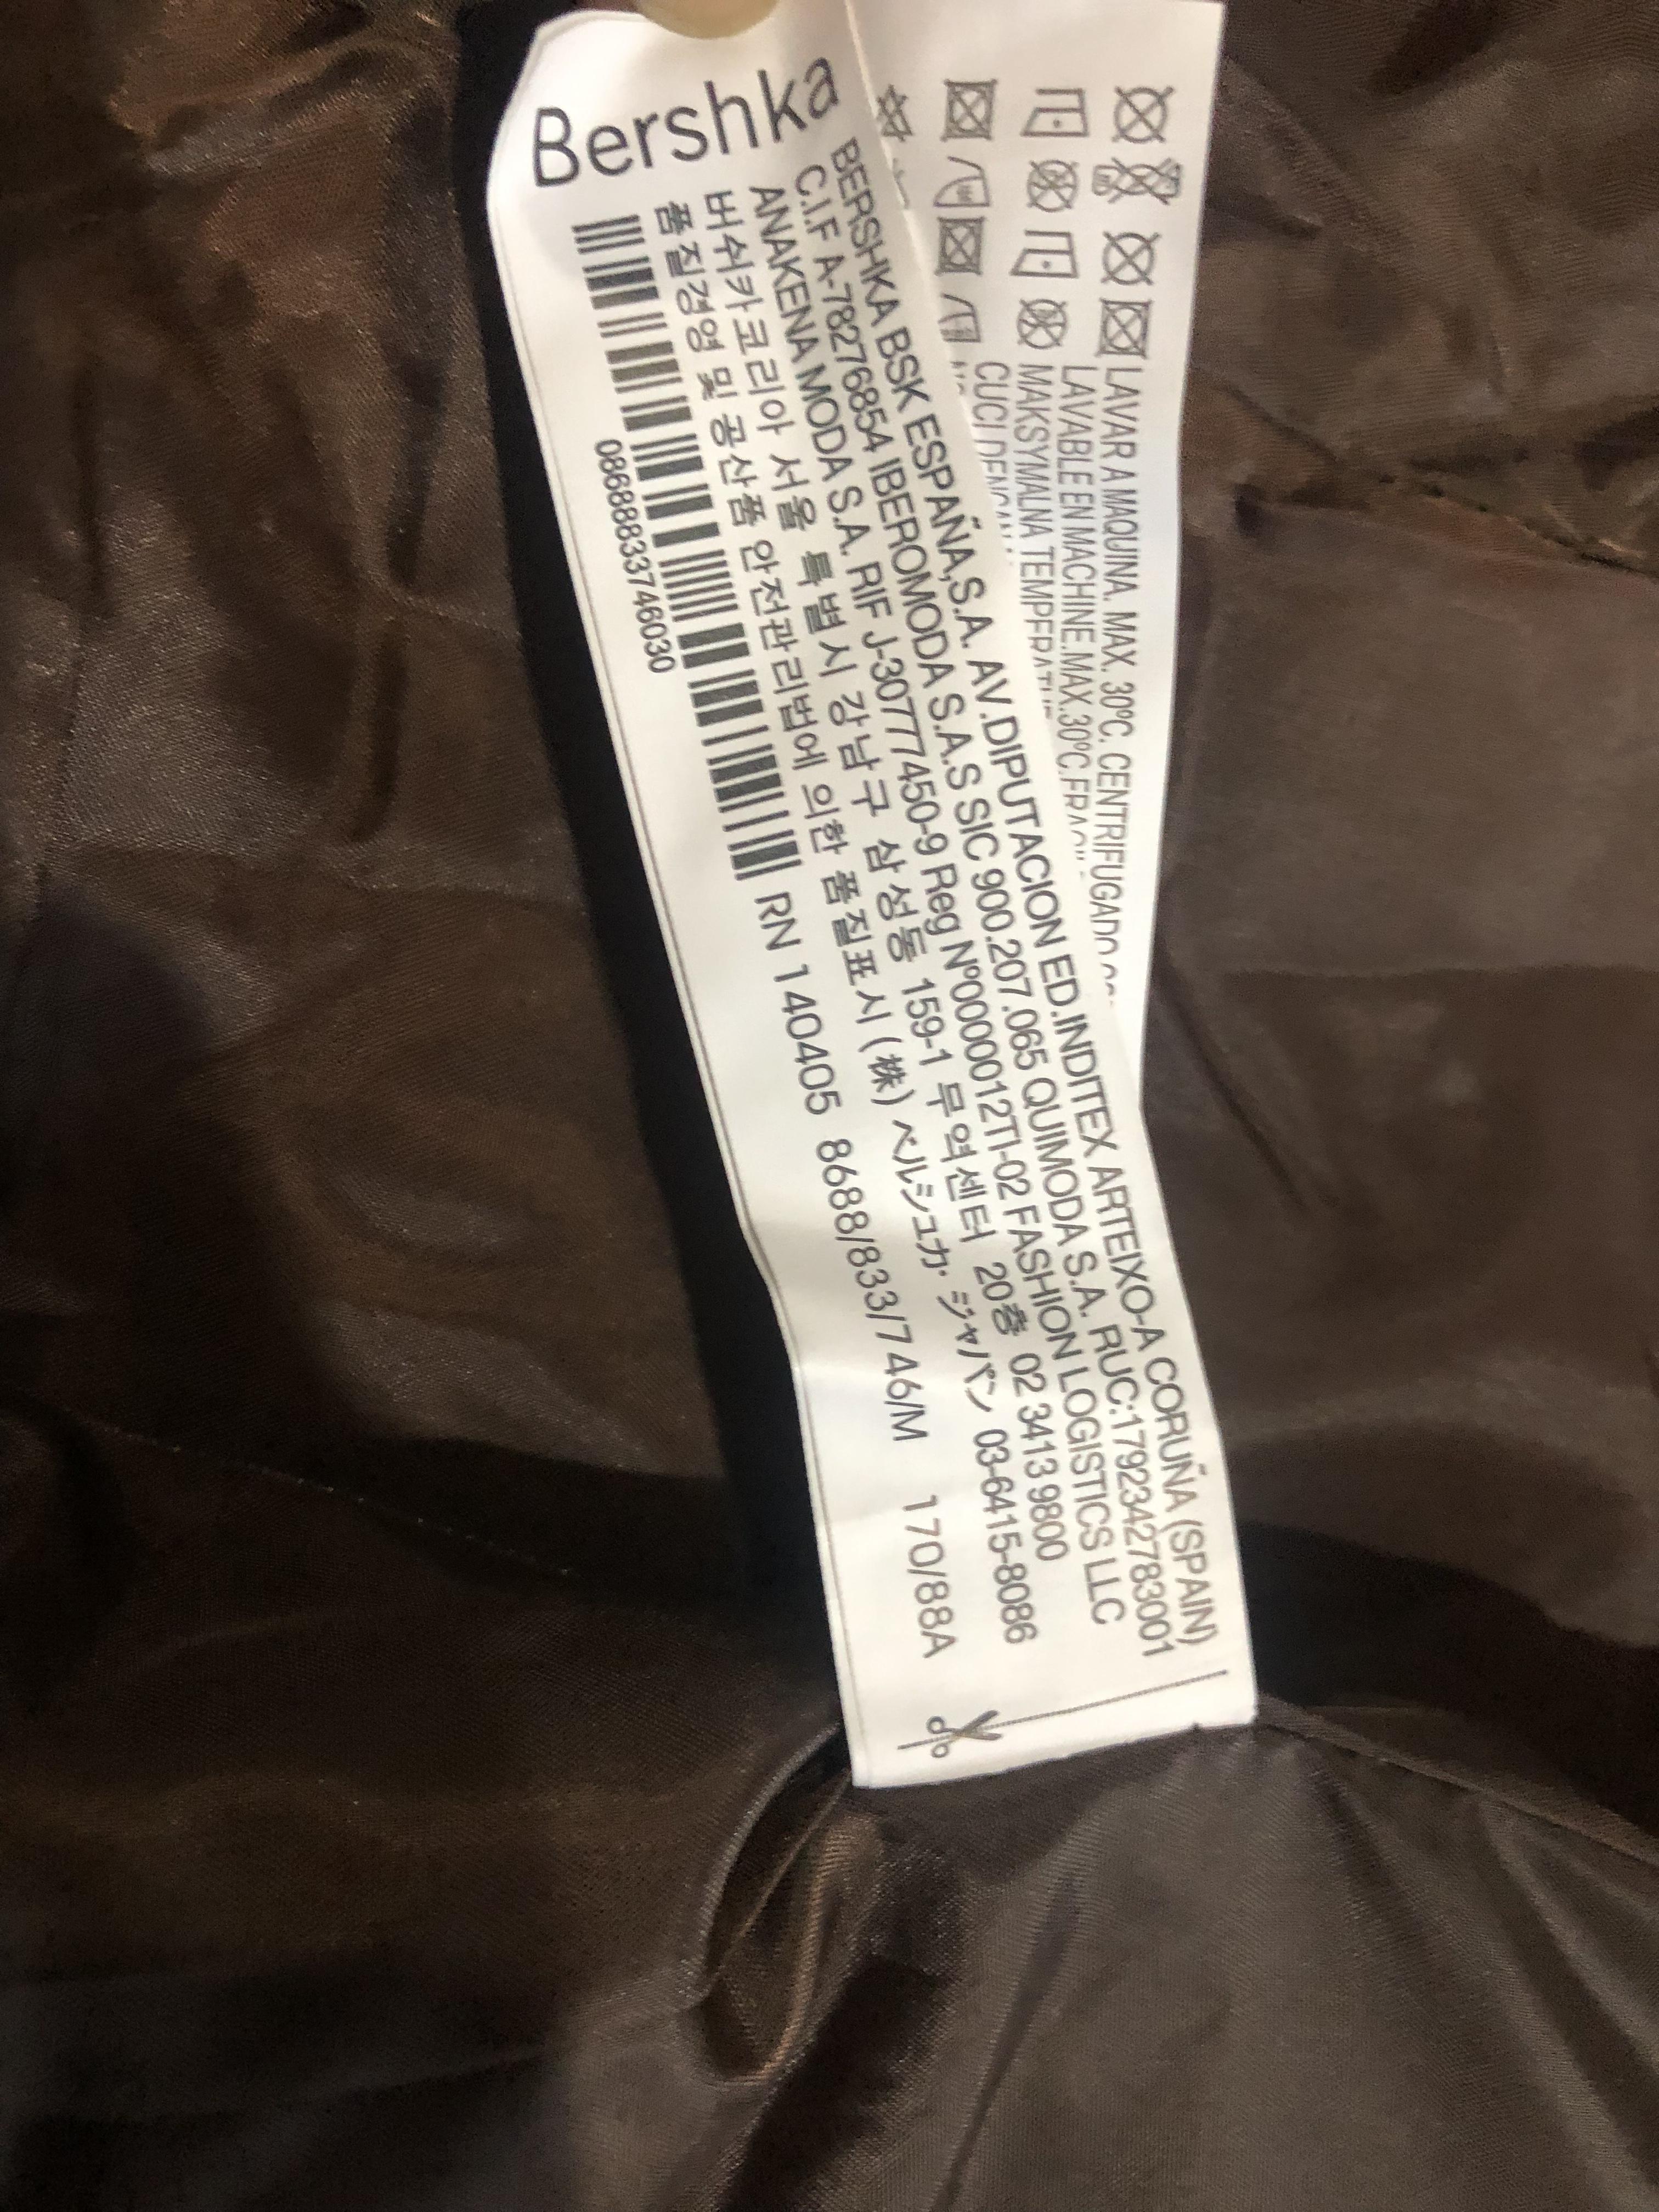 Bershka
BERSHKA BSK ESPAÑA,S.A. AV.DIPUTACION ED.INDITEX ARTEIXO-A CORUÑA (SPAIN)
C.I.F A-78276854 IBEROMODA S.A.S SIC 900.207.065 QUIMODA S.A. RUC:1792342783001
ANAKENA MODA S.A. RIF J-30777450-9 Reg Nº0000012TI-02 FASHION LOGISTICS LLC
버쉬카코리아 서울 특별시 강남구 삼성동 159-1 무역센터 20층 02 3413 9800
품질경영 및 공산품 안전관리법에 의한 품질표시 (株) ベルシュカ・ジャパン 03-6415-8086
RN 140405 8688/833/746/M 170/88A
08688833746030
LAVAR A MAQUINA. MAX. 30ºC. CENTRIFUGADO
LAVABLE EN MACHINE.MAX.30ºC.
MAKSYMALNA
CUCI DENGAN